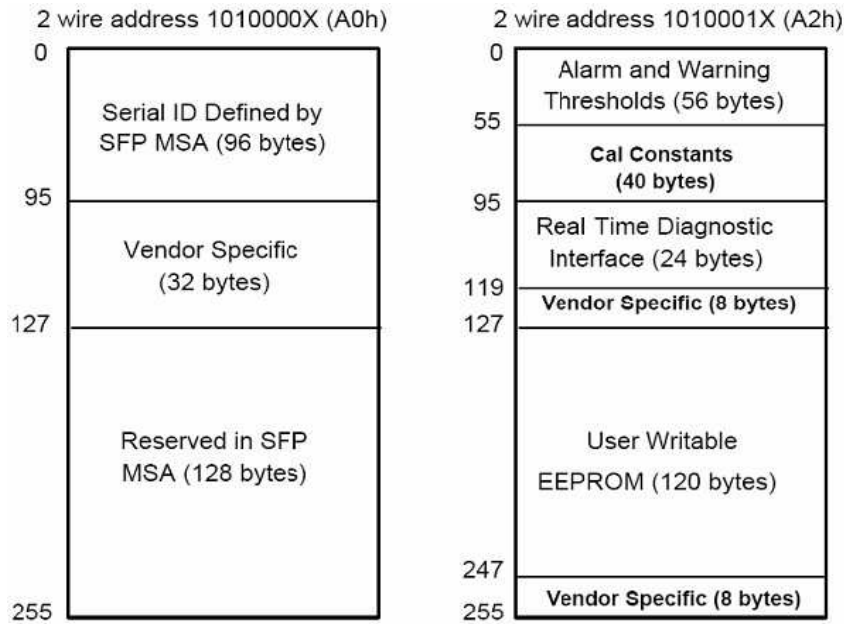 2 wire address 1010000X (A0h)
0
Serial ID Defined by
SFP MSA (96 bytes)
95
Vendor Specific
(32 bytes)
127
Reserved in SFP
MSA (128 bytes)
255
2 wire address 1010001X (A2h)
0
Alarm and Warning
Thresholds (56 bytes)
55
Cal Constants
(40 bytes)
95
Real Time Diagnostic
Interface (24 bytes)
119
Vendor Specific (8 bytes)
127
User Writable
EEPROM (120 bytes)
247
Vendor Specific (8 bytes)
255